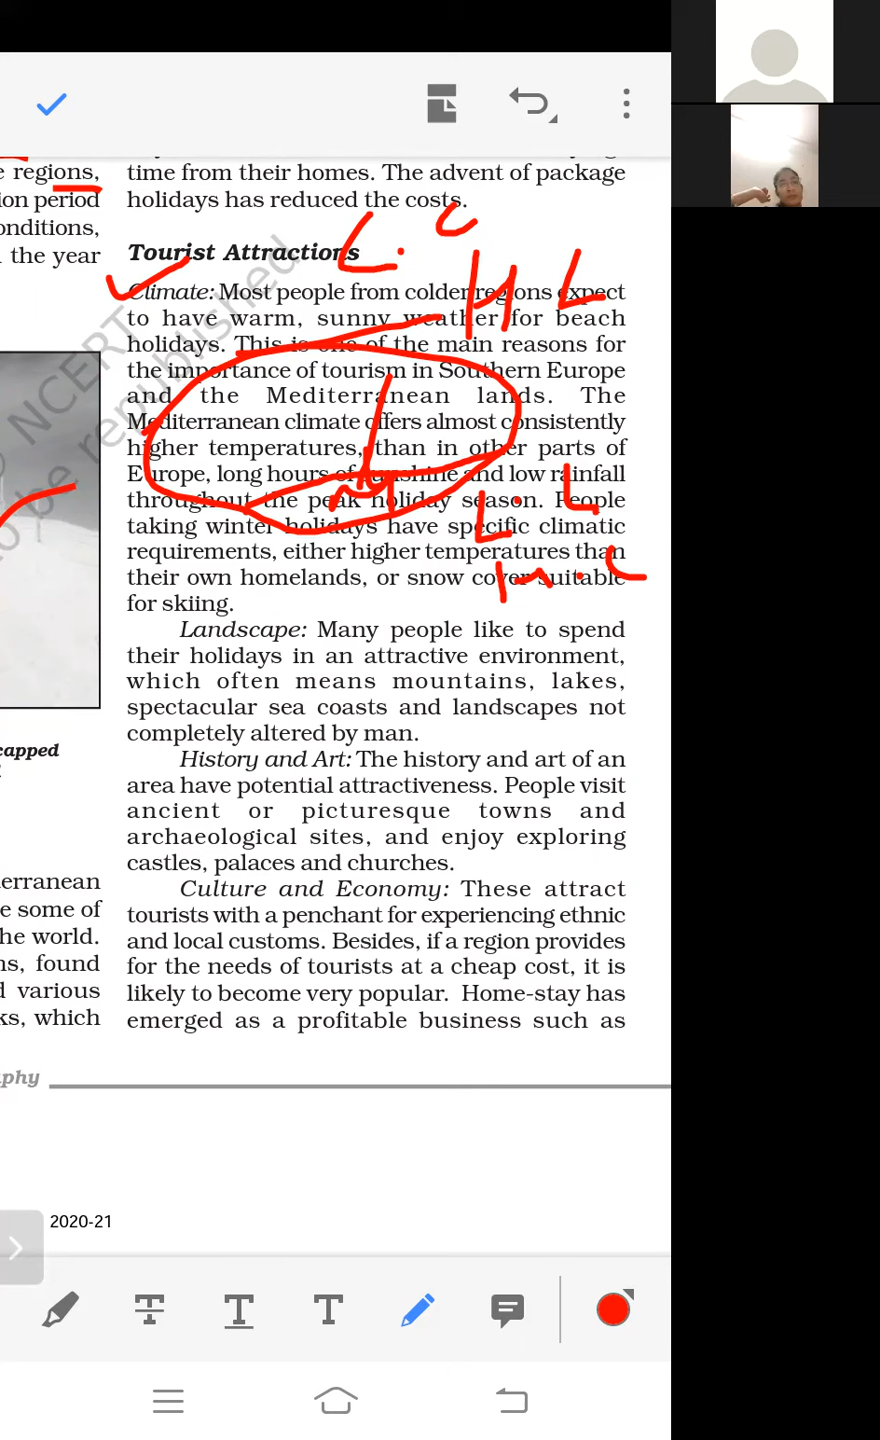 e regions,
ion period
onditions,
the year
capped
erranean
e some of
he world.
ns, found
d various
ks, which
aphy
time from their homes. The advent of package
holidays has reduced the costs.
Tourist Attractions
Climate: Most people from colder regions expect
to have warm, sunny weather for beach
holidays. This is one of the main reasons for
the importance of tourism in Southern Europe
and the Mediterranean lands. The
Mediterranean climate offers almost consistently
higher temperatures, than in other parts of
Europe, long hours of sunshine and low rainfall
throughout the peak holiday season. People
taking winter holidays have specific climatic
requirements, either higher temperatures than
their own homelands, or snow cover suitable
for skiing.
Landscape: Many people like to spend
their holidays in an attractive environment,
which often means mountains, lakes,
spectacular sea coasts and landscapes not
completely altered by man.
History and Art: The history and art of an
area have potential attractiveness. People visit
ancient or picturesque towns and
archaeological sites, and enjoy exploring
castles, palaces and churches.
Culture and Economy: These attract
tourists with a penchant for experiencing ethnic
and local customs. Besides, if a region provides
for the needs of tourists at a cheap cost, it is
likely to become very popular. Home-stay has
emerged as a profitable business such as
L.C
H L
L.L
M.C
© NCERT
to be republished
2020-21